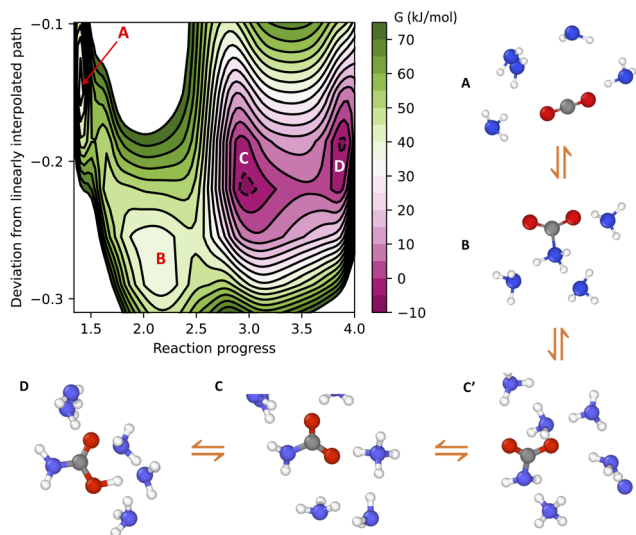 G (kJ/mol)
Deviation from linearly interpolated path
−0.1
−0.2
−0.3
A
B
C
D
70
60
50
40
30
20
10
0
−10
1.5
2.0
2.5
3.0
3.5
4.0
Reaction progress
A
B
D
C
C′